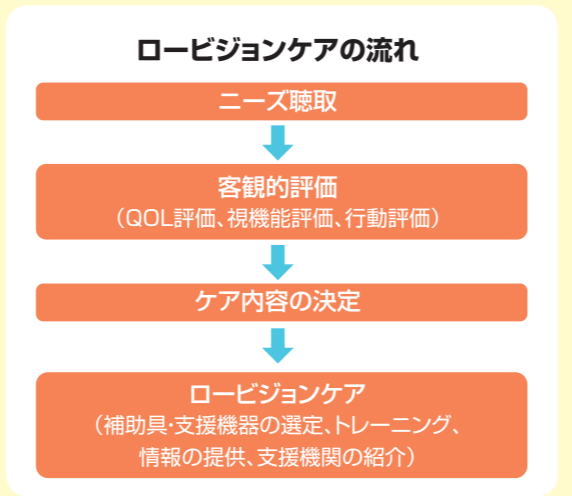 ロービジョンケアの流れ
ニーズ聴取
客観的評価
（QOL評価、視機能評価、行動評価）
ケア内容の決定
ロービジョンケア
（補助具・支援機器の選定、トレーニング、
情報の提供、支援機関の紹介）